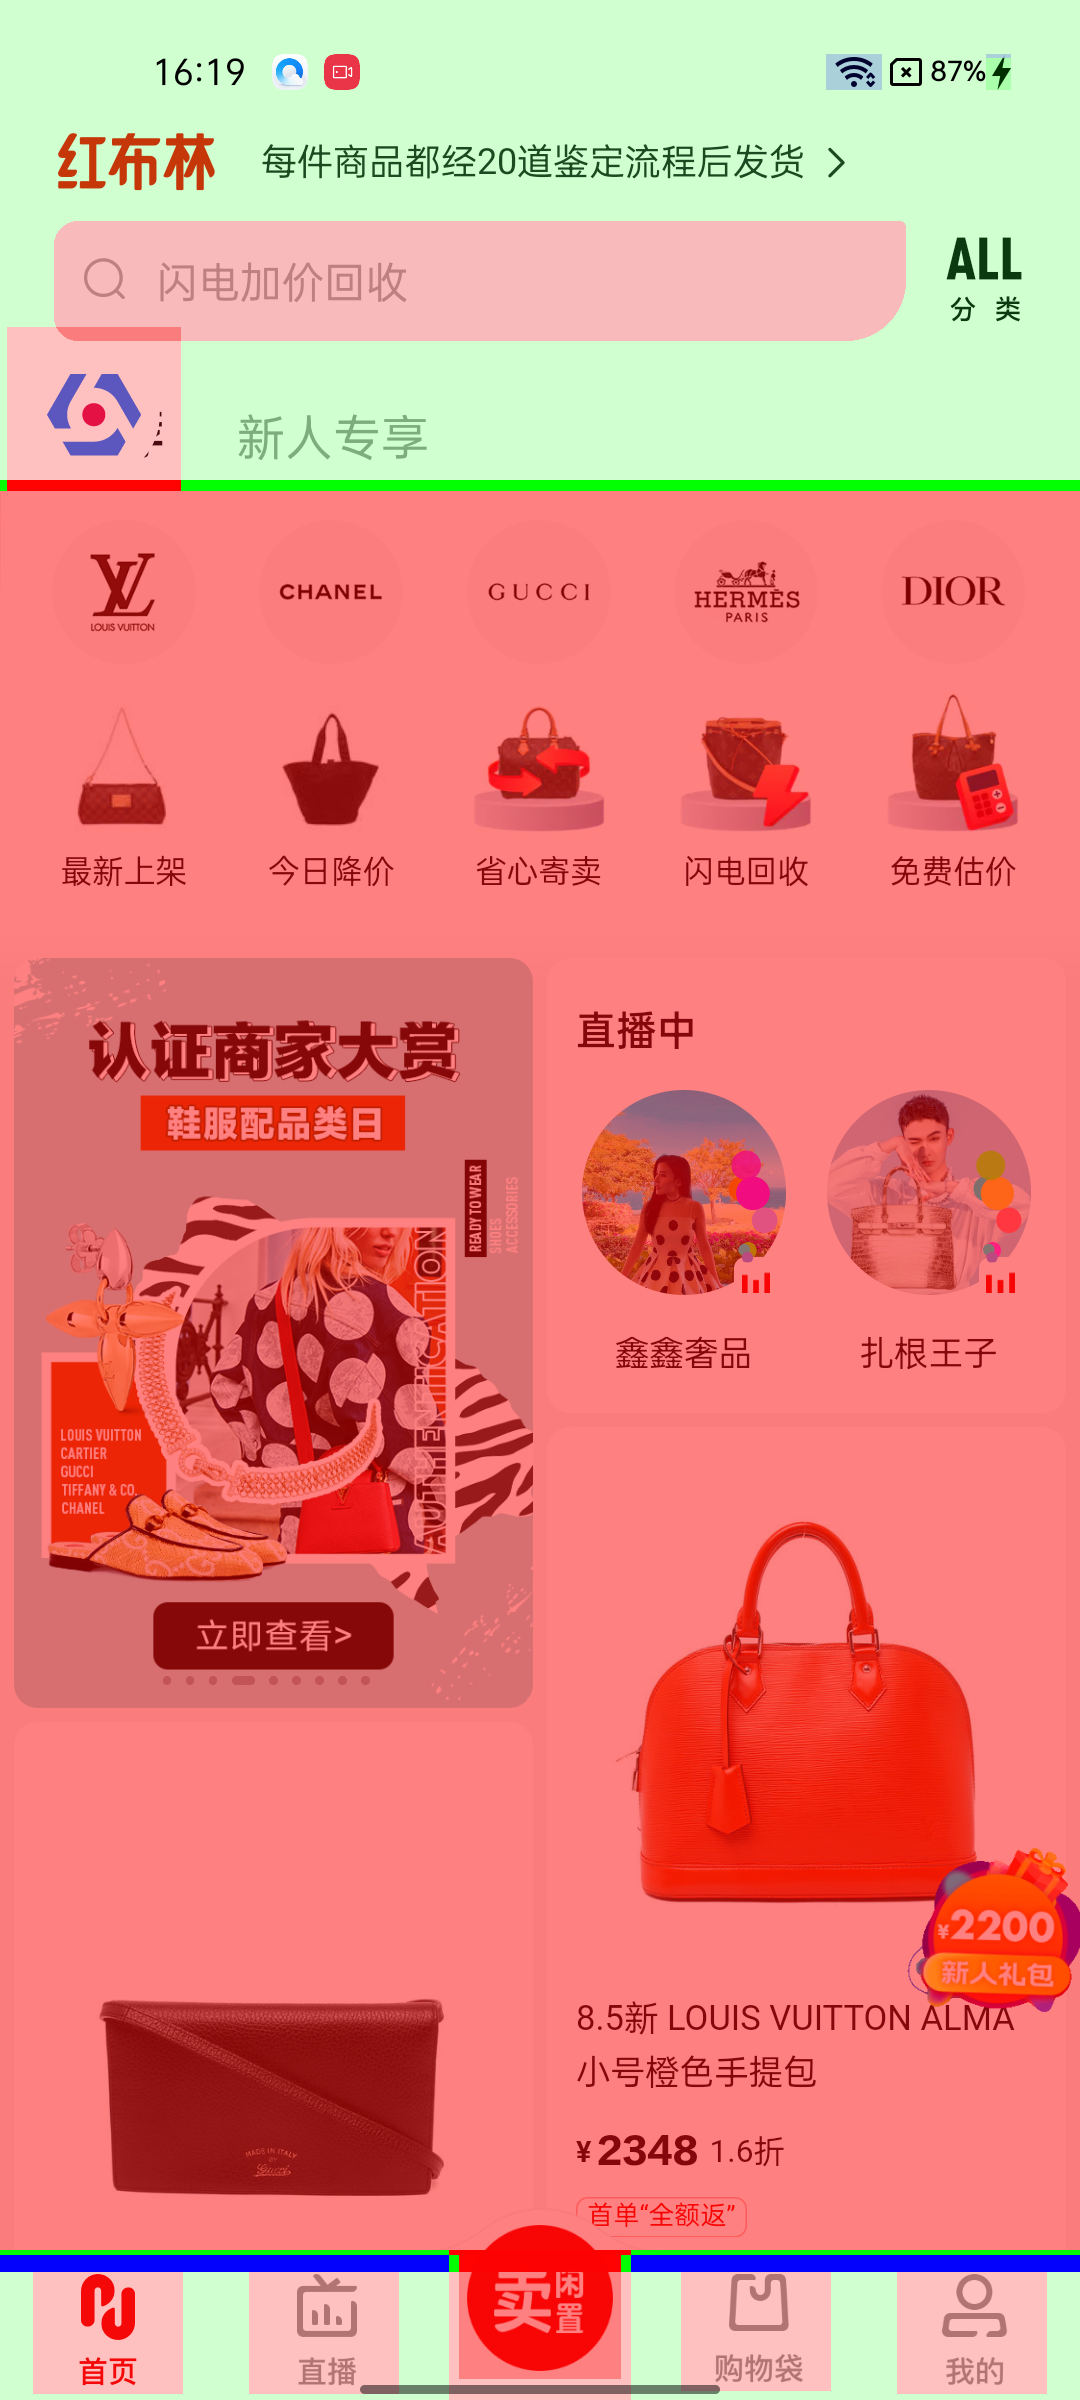 16:19
87%
红布林
每件商品都经20道鉴定流程后发货
闪电加价回收
ALL
分 类
新人专享
LOUIS VUITTON
CHANEL
GUCCI
HERMÈS
PARIS
DIOR
最新上架
今日降价
省心寄卖
闪电回收
免费估价
认证商家大赏
鞋服配品类日
READY TO WEAR
SHOES
ACCESSORIES
AUTHENTICATION
LOUIS VUITTON
CARTIER
GUCCI
TIFFANY & CO.
CHANEL
立即查看>
直播中
鑫鑫奢品
扎根王子
¥2200
新人礼包
8.5新 LOUIS VUITTON ALMA
小号橙色手提包
¥2348 1.6折
首单“全额返”
MADE IN ITALY
BY
Gucci
卖闲置
首页
直播
购物袋
我的